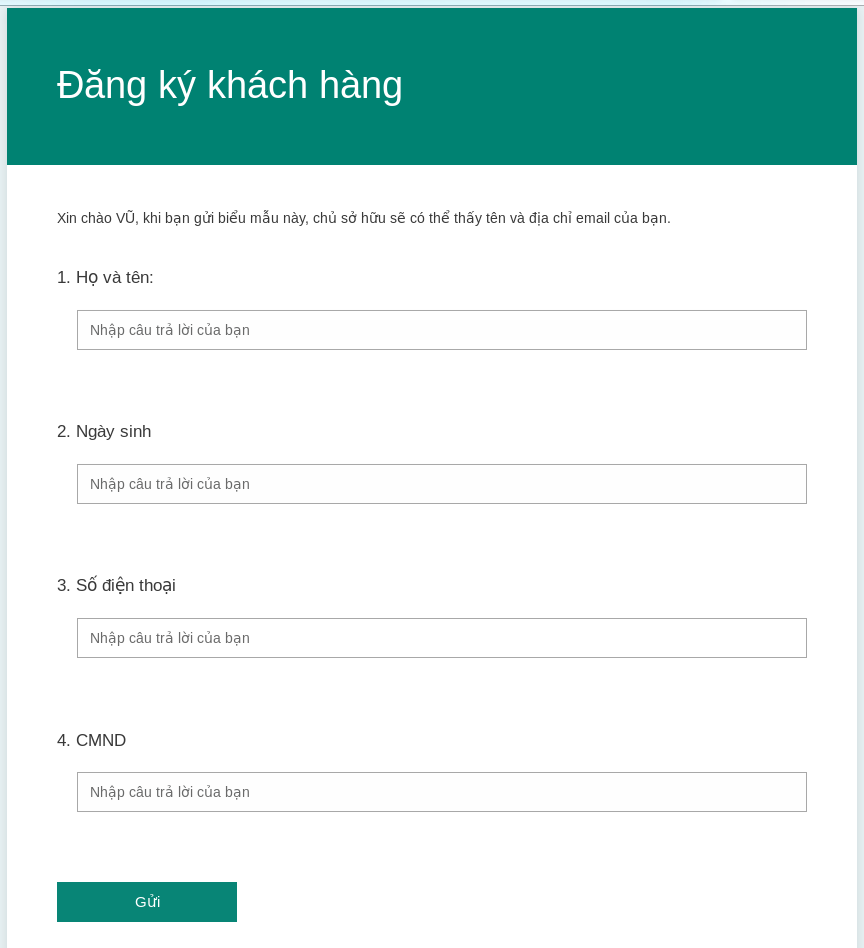 Đăng ký khách hàng
Xin chào VŨ, khi bạn gửi biểu mẫu này, chủ sở hữu sẽ có thể thấy tên và địa chỉ email của bạn.
1. Họ và tên:
Nhập câu trả lời của bạn
2. Ngày sinh
Nhập câu trả lời của bạn
3. Số điện thoại
Nhập câu trả lời của bạn
4. CMND
Nhập câu trả lời của bạn
Gửi